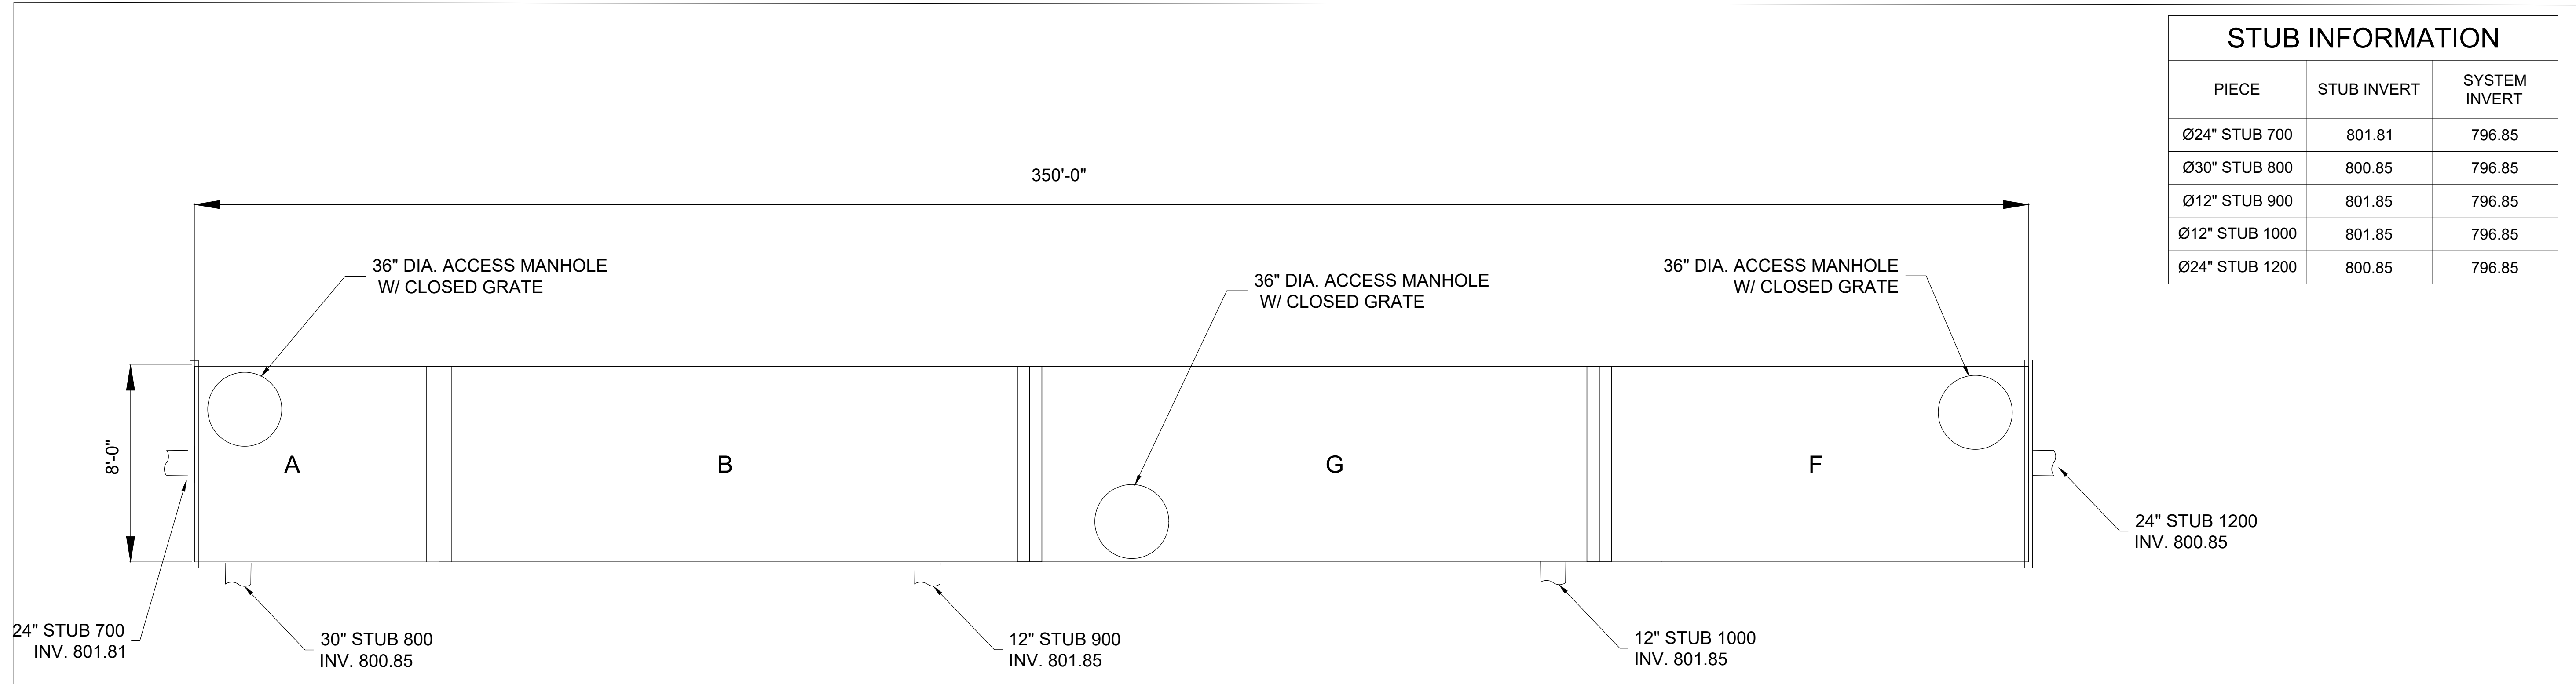 STUB INFORMATION
PIECE STUB INVERT SYSTEM INVERT
Ø24" STUB 700 801.81 796.85
Ø30" STUB 800 800.85 796.85
Ø12" STUB 900 801.85 796.85
Ø12" STUB 1000 801.85 796.85
Ø24" STUB 1200 800.85 796.85
350'-0"
36" DIA. ACCESS MANHOLE
W/ CLOSED GRATE
36" DIA. ACCESS MANHOLE
W/ CLOSED GRATE
36" DIA. ACCESS MANHOLE
W/ CLOSED GRATE
8'-0"
A
B
G
F
24" STUB 700
INV. 801.81
30" STUB 800
INV. 800.85
12" STUB 900
INV. 801.85
12" STUB 1000
INV. 801.85
24" STUB 1200
INV. 800.85